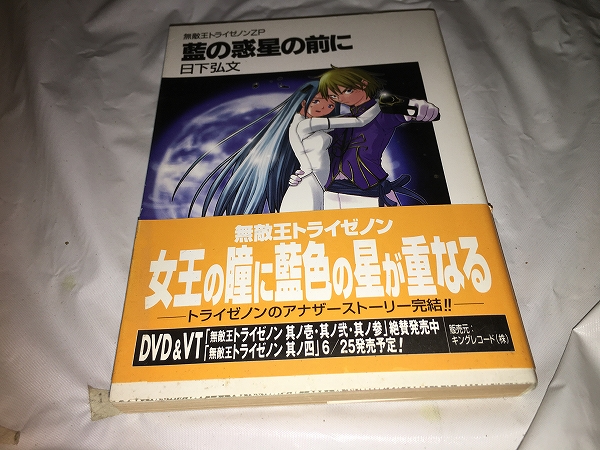 無敵王トライゼノンZP
藍の惑星の前に
日下弘文
無敵王トライゼノン
女王の瞳に藍色の星が重なる
トライゼノンのアナザーストーリー完結!!
DVD&VT「無敵王トライゼノン 其ノ壱・其ノ弐・其ノ参」絶賛発売中
「無敵王トライゼノン 其ノ四」6/25発売予定!
販売元:
キングレコード(株)